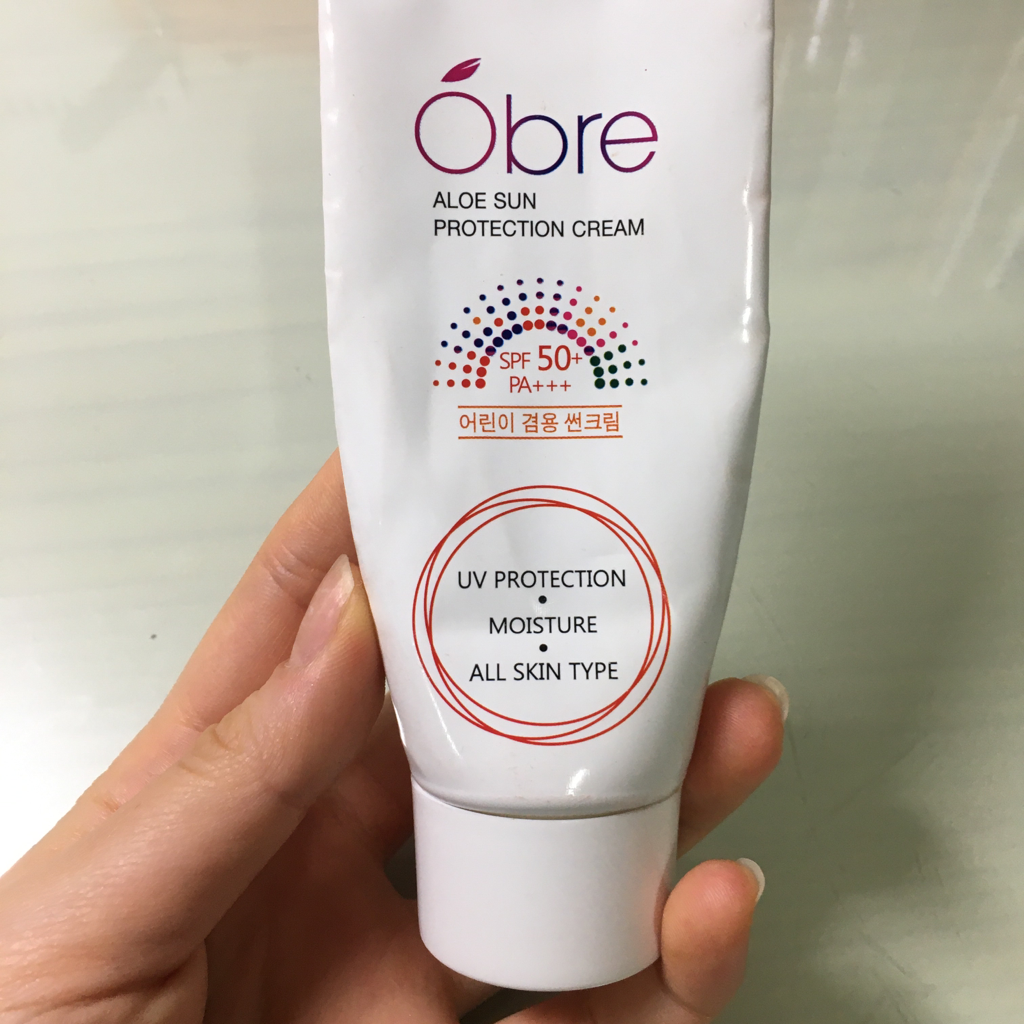 Obre
ALOE SUN
PROTECTION CREAM
SPF 50+
PA+++
어린이 겸용 썬크림
UV PROTECTION
•
MOISTURE
•
ALL SKIN TYPE